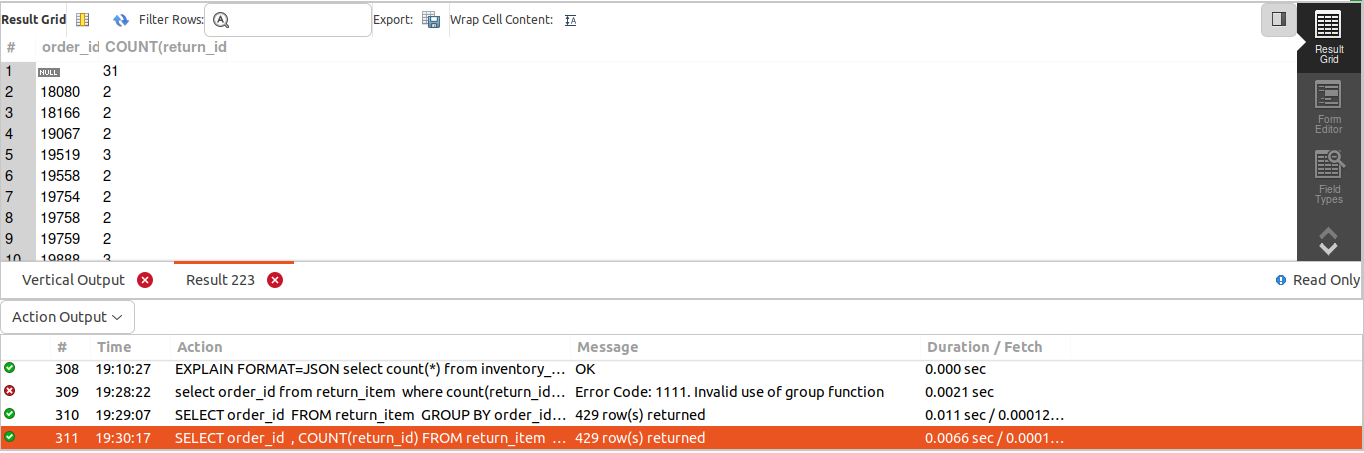 Result Grid Filter Rows: Export: Wrap Cell Content:
# order_id COUNT(return_id
1 NULL 31
2 18080 2
3 18166 2
4 19067 2
5 19519 3
6 19558 2
7 19754 2
8 19758 2
9 19759 2
10 19888 3
Result
Grid
Form
Editor
Field
Types
Vertical Output Result 223 Read Only
Action Output
# Time Action Message Duration / Fetch
308 19:10:27 EXPLAIN FORMAT=JSON select count(*) from inventory_... OK 0.000 sec
309 19:28:22 select order_id from return_item where count(return_id... Error Code: 1111. Invalid use of group function 0.0021 sec
310 19:29:07 SELECT order_id FROM return_item GROUP BY order_id... 429 row(s) returned 0.011 sec / 0.00012...
311 19:30:17 SELECT order_id , COUNT(return_id) FROM return_item ... 429 row(s) returned 0.0066 sec / 0.0001...